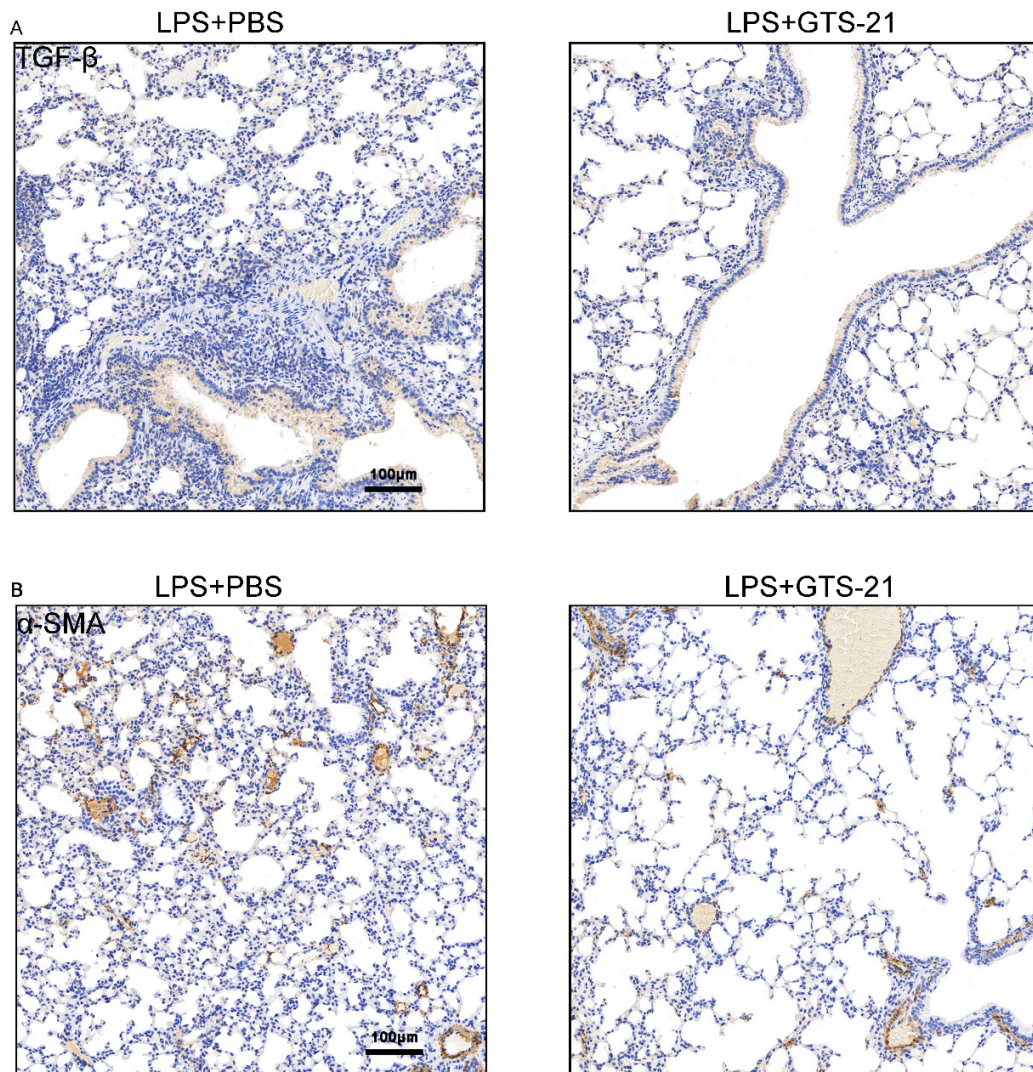 A
LPS+PBS
LPS+GTS-21
TGF-β
100μm
B
LPS+PBS
LPS+GTS-21
α-SMA
100μm